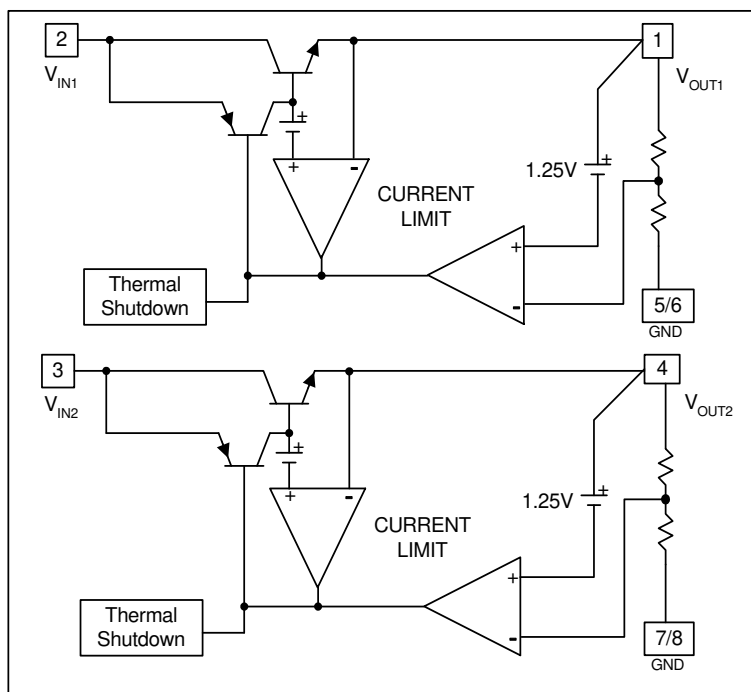 2
V_IN1
1
V_OUT1
±
±
+ -
CURRENT
LIMIT
1.25V
+
-
Thermal
Shutdown
5/6
GND
3
V_IN2
4
V_OUT2
±
±
+ -
CURRENT
LIMIT
1.25V
+
-
Thermal
Shutdown
7/8
GND